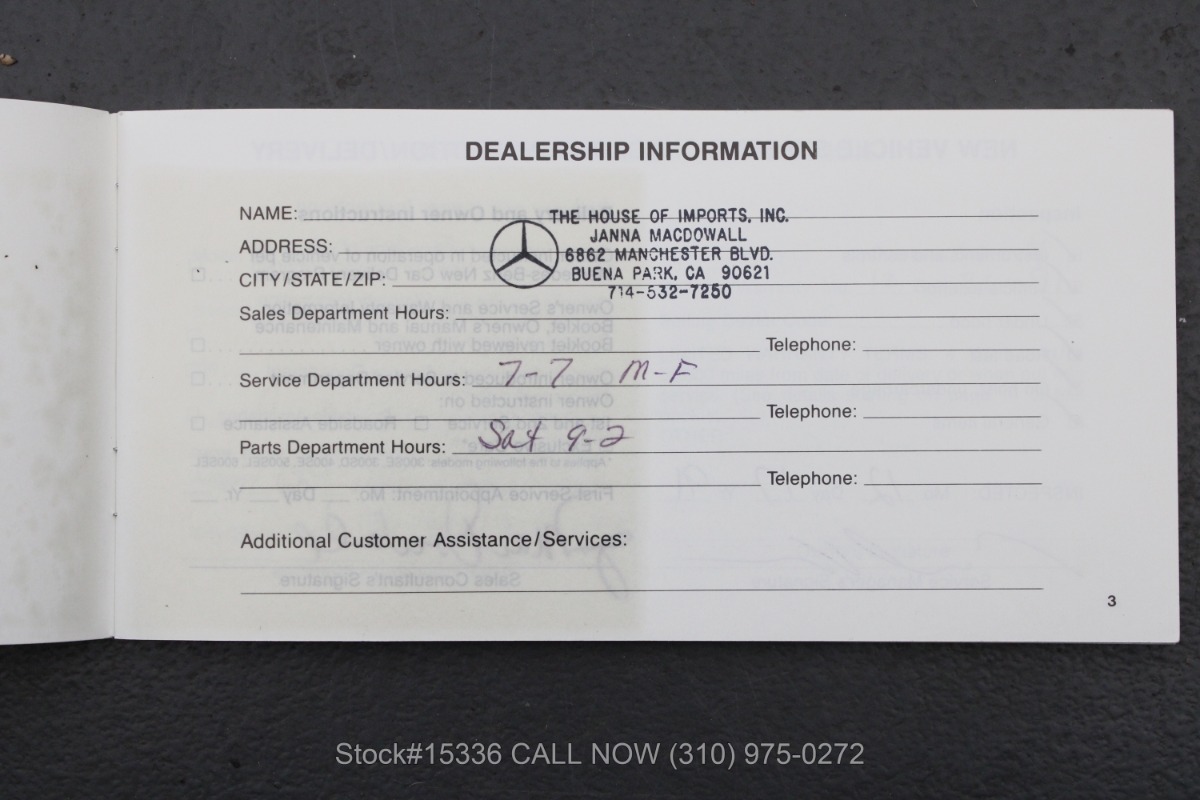 DEALERSHIP INFORMATION
NAME: THE HOUSE OF IMPORTS, INC.
JANNA MACDOWALL
ADDRESS: 6862 MANCHESTER BLVD.
CITY/STATE/ZIP: BUENA PARK, CA 90621
714-532-7250
Sales Department Hours:
Telephone:
Service Department Hours: 7-7 M-F
Telephone:
Parts Department Hours: Sat 9-2
Telephone:
Additional Customer Assistance/Services:
3
Stock#15336 CALL NOW (310) 975-0272